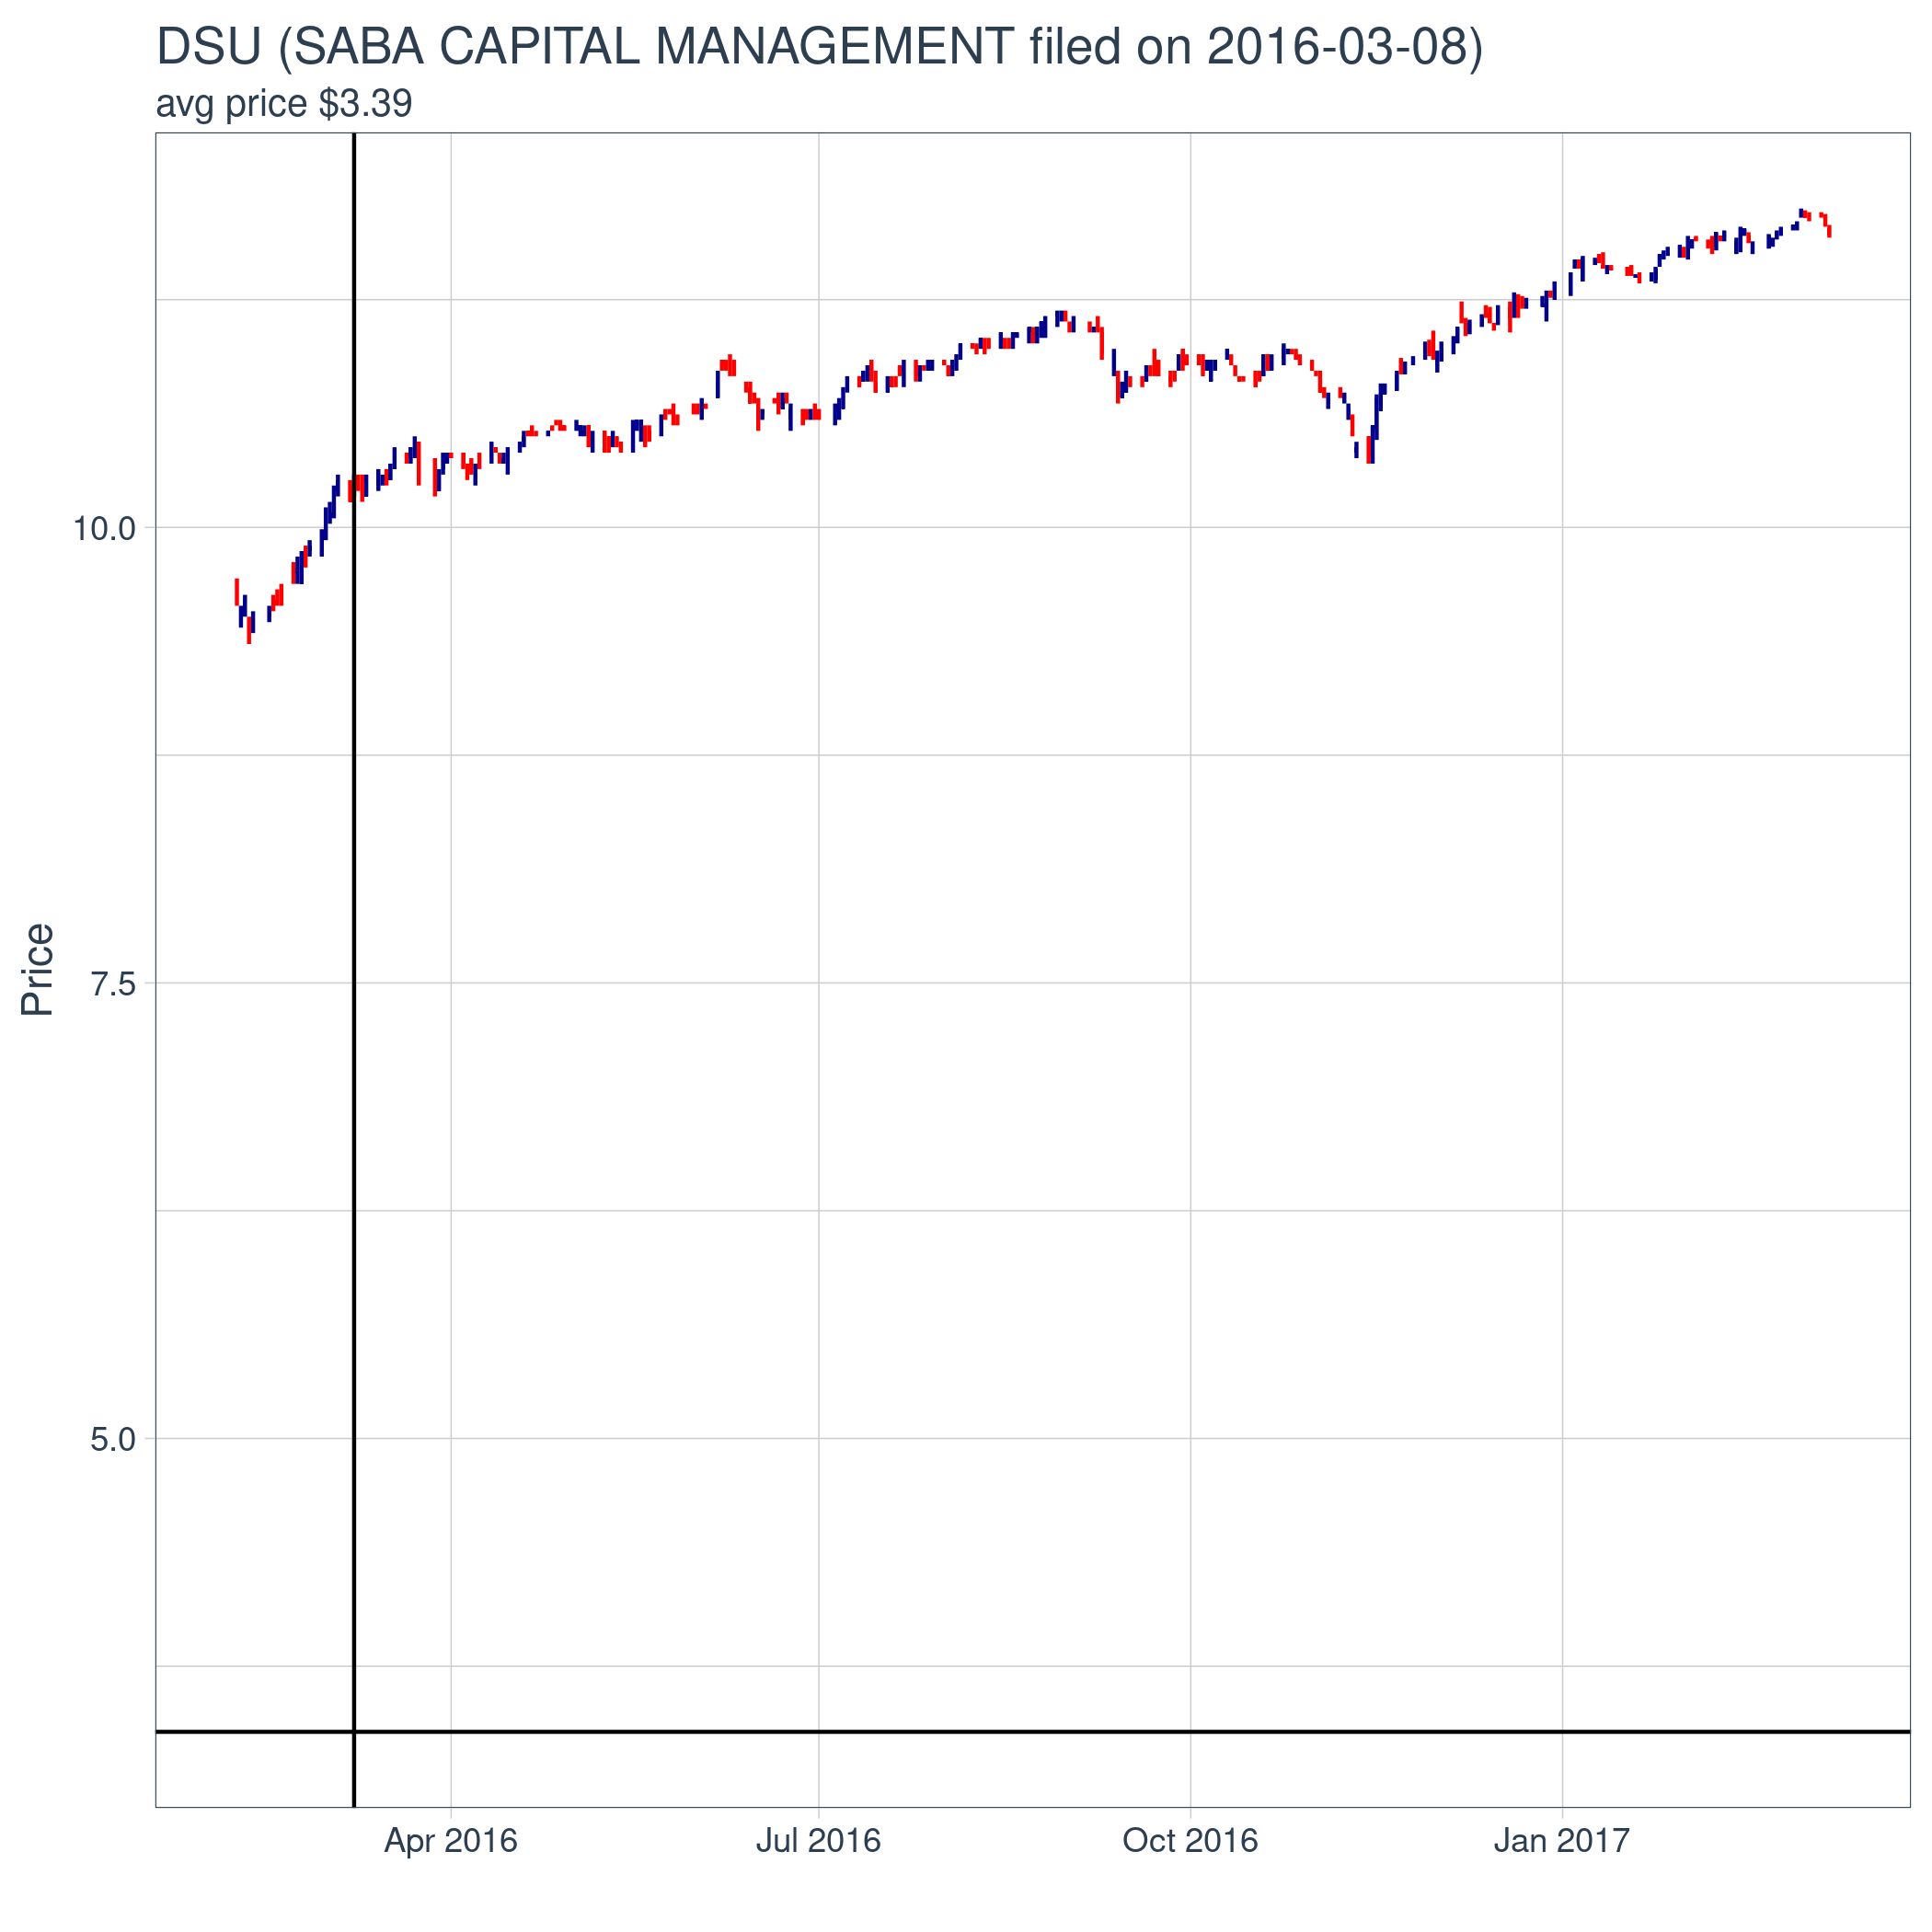 DSU (SABA CAPITAL MANAGEMENT filed on 2016-03-08)
avg price $3.39
Price
10.0
7.5
5.0
Apr 2016
Jul 2016
Oct 2016
Jan 2017